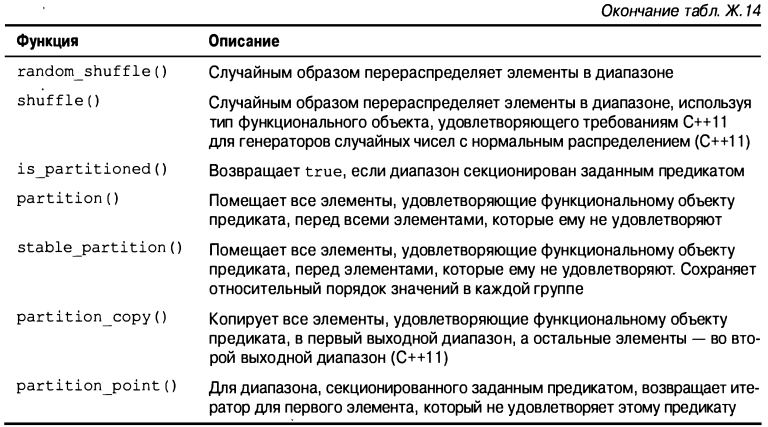 Окончание табл. Ж.14
Функция Описание
random_shuffle() Случайным образом перераспределяет элементы в диапазоне
shuffle() Случайным образом перераспределяет элементы в диапазоне, используя
тип функционального объекта, удовлетворяющего требованиям C++11
для генераторов случайных чисел с нормальным распределением (C++11)
is_partitioned() Возвращает true, если диапазон секционирован заданным предикатом
partition() Помещает все элементы, удовлетворяющие функциональному объекту
предиката, перед всеми элементами, которые ему не удовлетворяют
stable_partition() Помещает все элементы, удовлетворяющие функциональному объекту
предиката, перед элементами, которые ему не удовлетворяют. Сохраняет
относительный порядок значений в каждой группе
partition_copy() Копирует все элементы, удовлетворяющие функциональному объекту
предиката, в первый выходной диапазон, а остальные элементы — во вто-
рой выходной диапазон (C++11)
partition_point() Для диапазона, секционированного заданным предикатом, возвращает ите-
ратор для первого элемента, который не удовлетворяет этому предикату